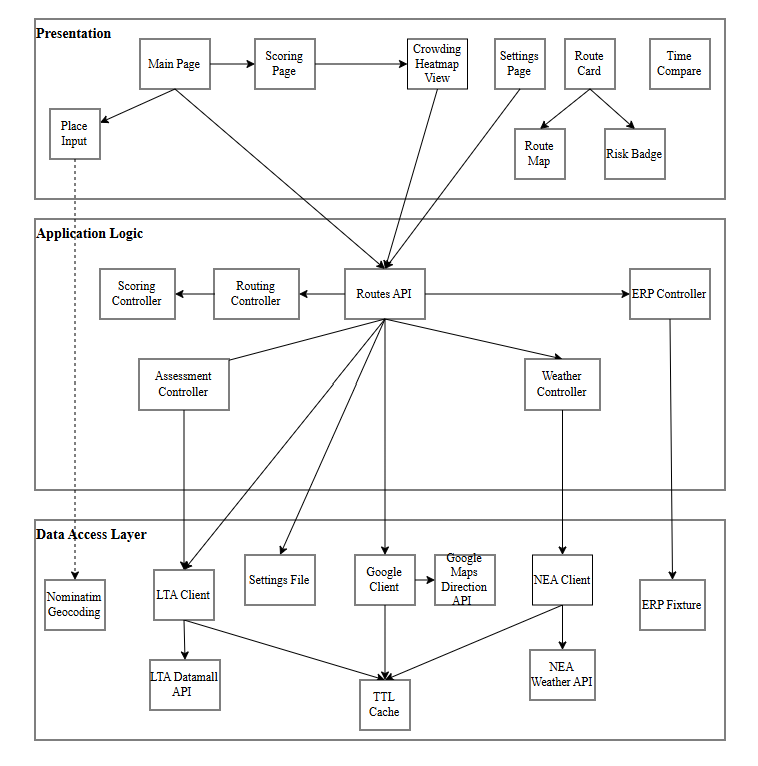 Presentation
Main Page
Scoring
Page
Crowding
Heatmap
View
Settings
Page
Route
Card
Time
Compare
Place
Input
Route
Map
Risk Badge
Application Logic
Scoring
Controller
Routing
Controller
Routes API
ERP Controller
Assessment
Controller
Weather
Controller
Data Access Layer
Nominatim
Geocoding
LTA Client
Settings File
Google
Client
Google
Maps
Direction
API
NEA Client
ERP Fixture
LTA Datamall
API
TTL
Cache
NEA
Weather API